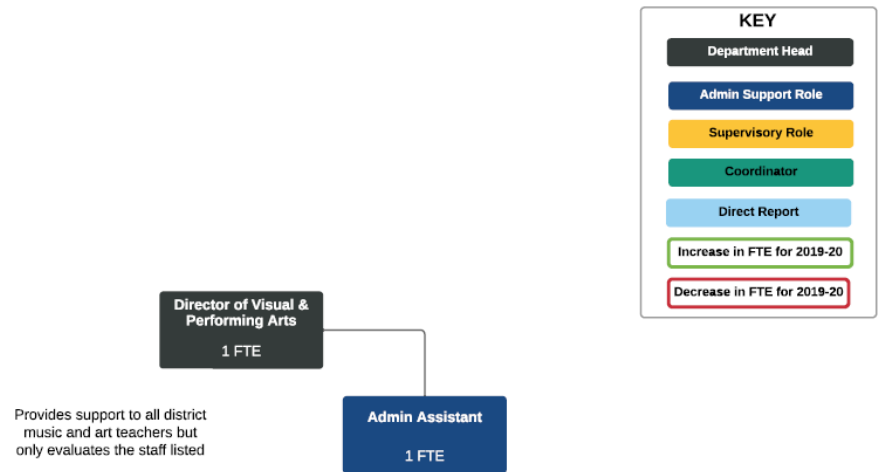 KEY
Department Head
Admin Support Role
Supervisory Role
Coordinator
Direct Report
Increase in FTE for 2019-20
Decrease in FTE for 2019-20
Director of Visual &
Performing Arts
1 FTE
Provides support to all district
music and art teachers but
only evaluates the staff listed
Admin Assistant
1 FTE